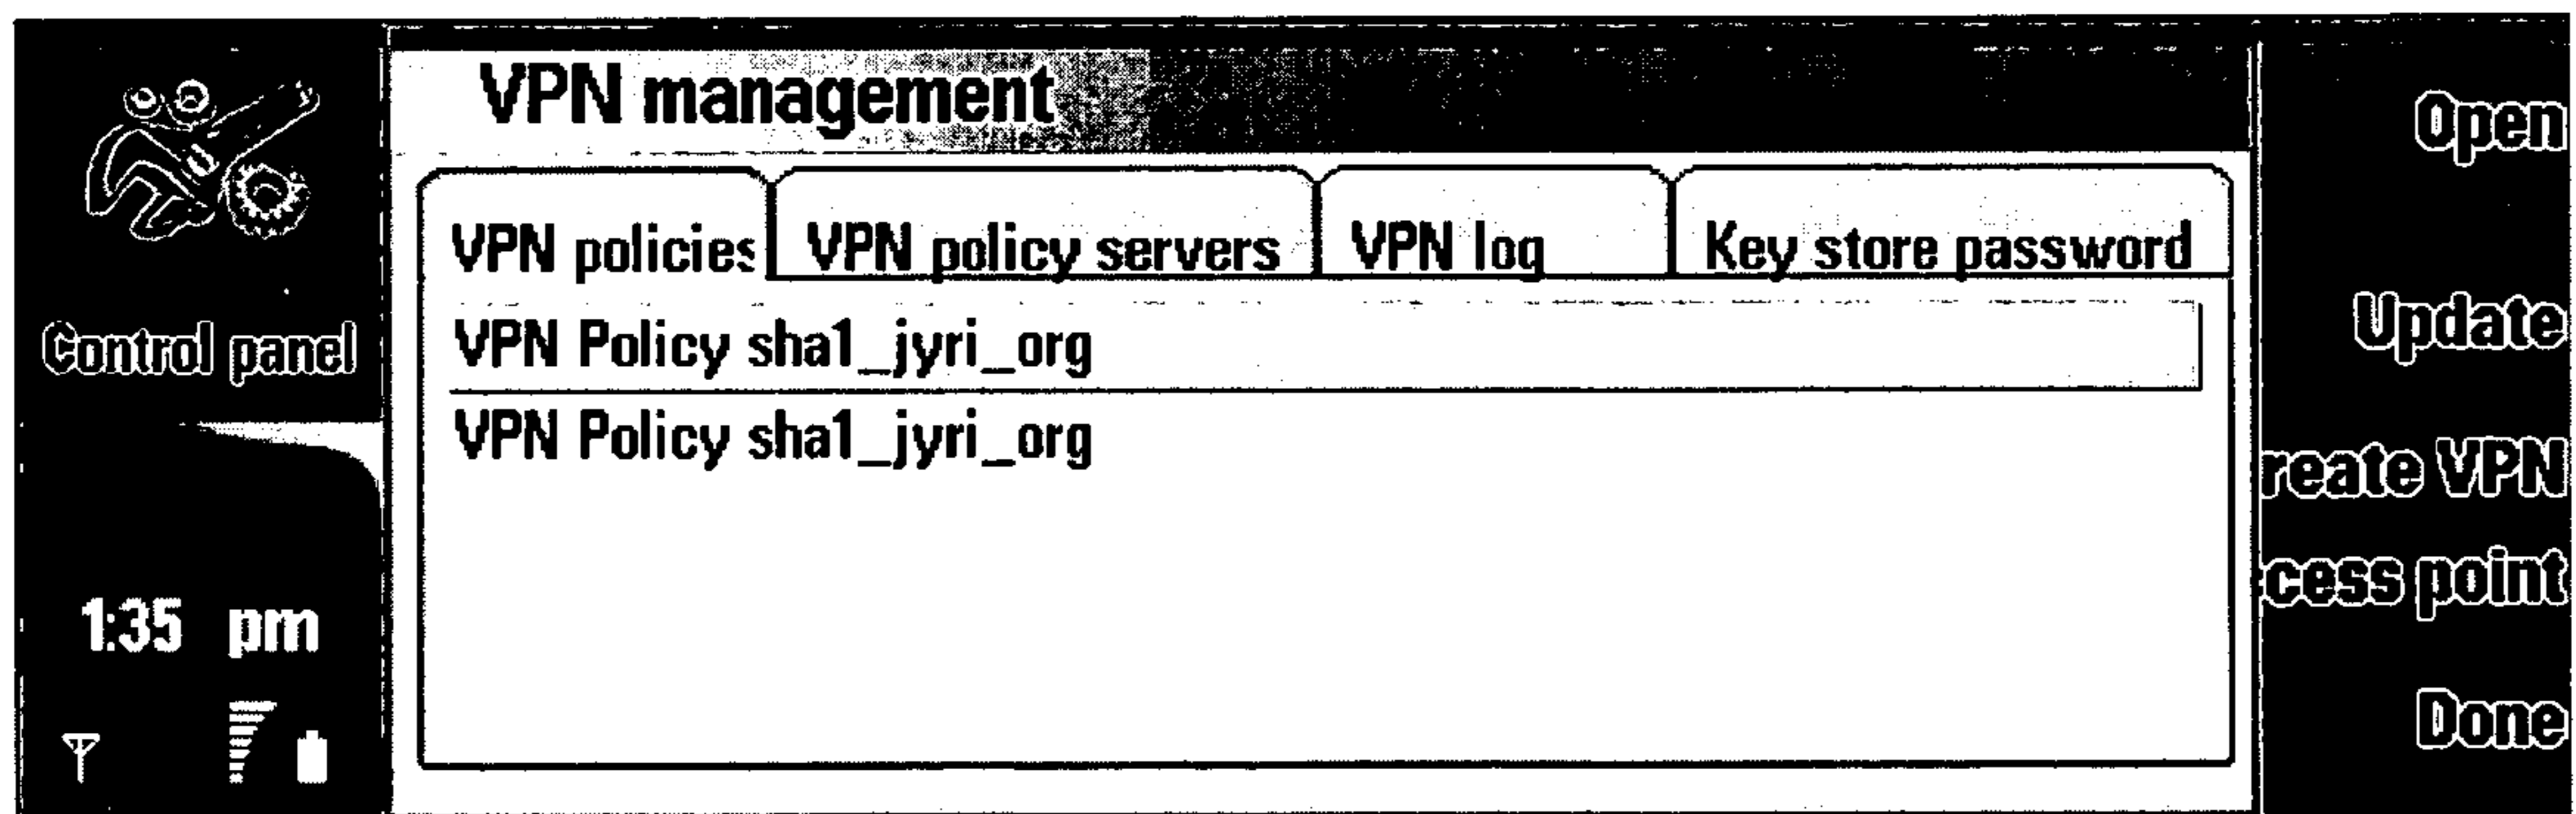 VPN management
VPN policies VPN policy servers VPN log Key store password
VPN Policy sha1_jyri_org
VPN Policy sha1_jyri_org
Control panel
1:35 pm
Open
Update
reate VPN
cess point
Done